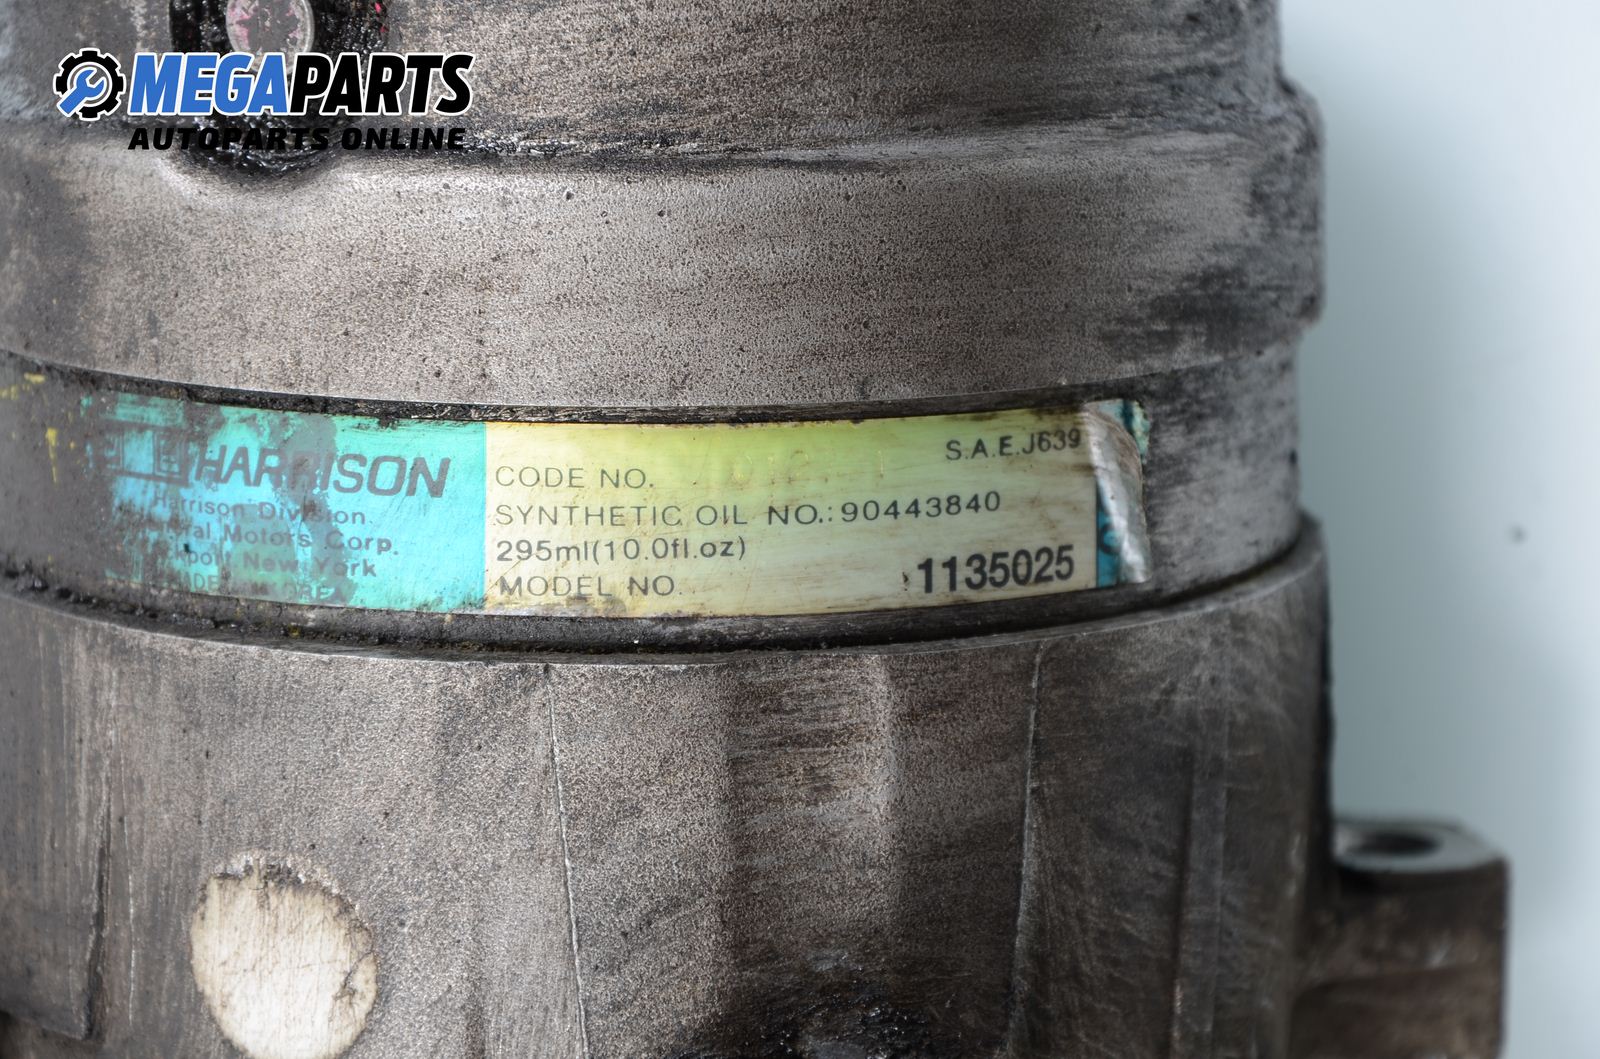 MEGAPARTS
AUTOPARTS ONLINE
HARRISON
Harrison Division
Motors Corp.
New York
CODE NO.
S.A.E.J639
SYNTHETIC OIL NO.:90443840
295ml(10.0fl.oz)
MODEL NO.
1135025